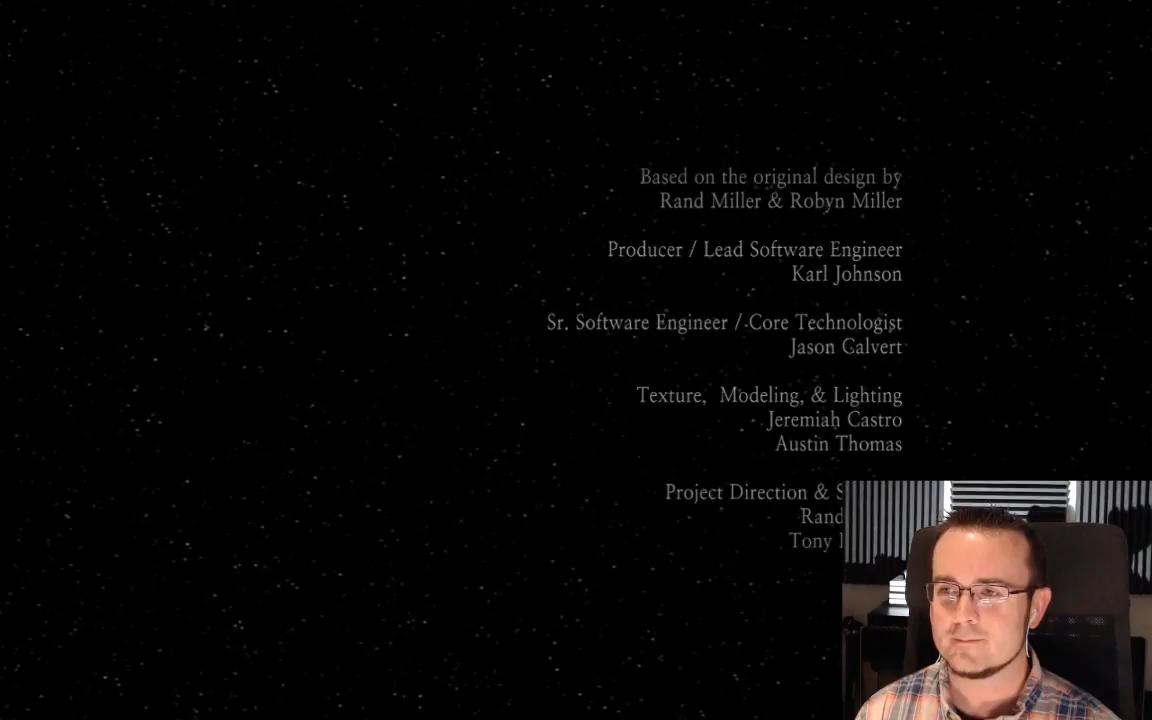 Based on the original design by
Rand Miller & Robyn Miller
Producer / Lead Software Engineer
Karl Johnson
Sr. Software Engineer / Core Technologist
Jason Calvert
Texture, Modeling, & Lighting
Jeremiah Castro
Austin Thomas
Project Direction &
Rand
Tony